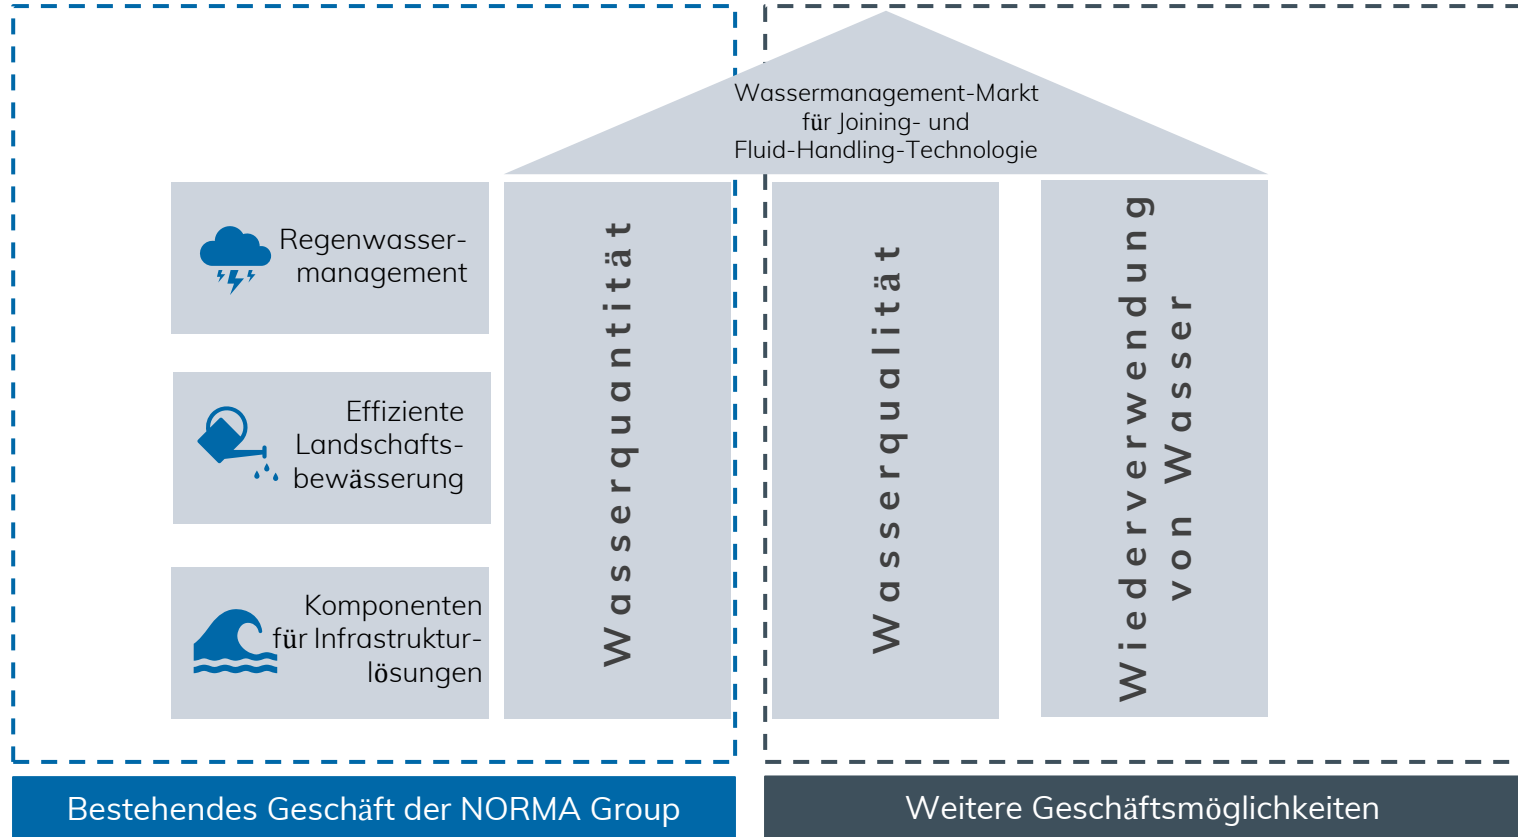 Wassermanagement-Markt
für Joining- und
Fluid-Handling-Technologie
Regenwasser-
management
Effiziente
Landschafts-
bewässerung
Komponenten
für Infrastruktur-
lösungen
Wasserquantität
Wasserqualität
Wiederverwendung
von Wasser
Bestehendes Geschäft der NORMA Group
Weitere Geschäftsmöglichkeiten